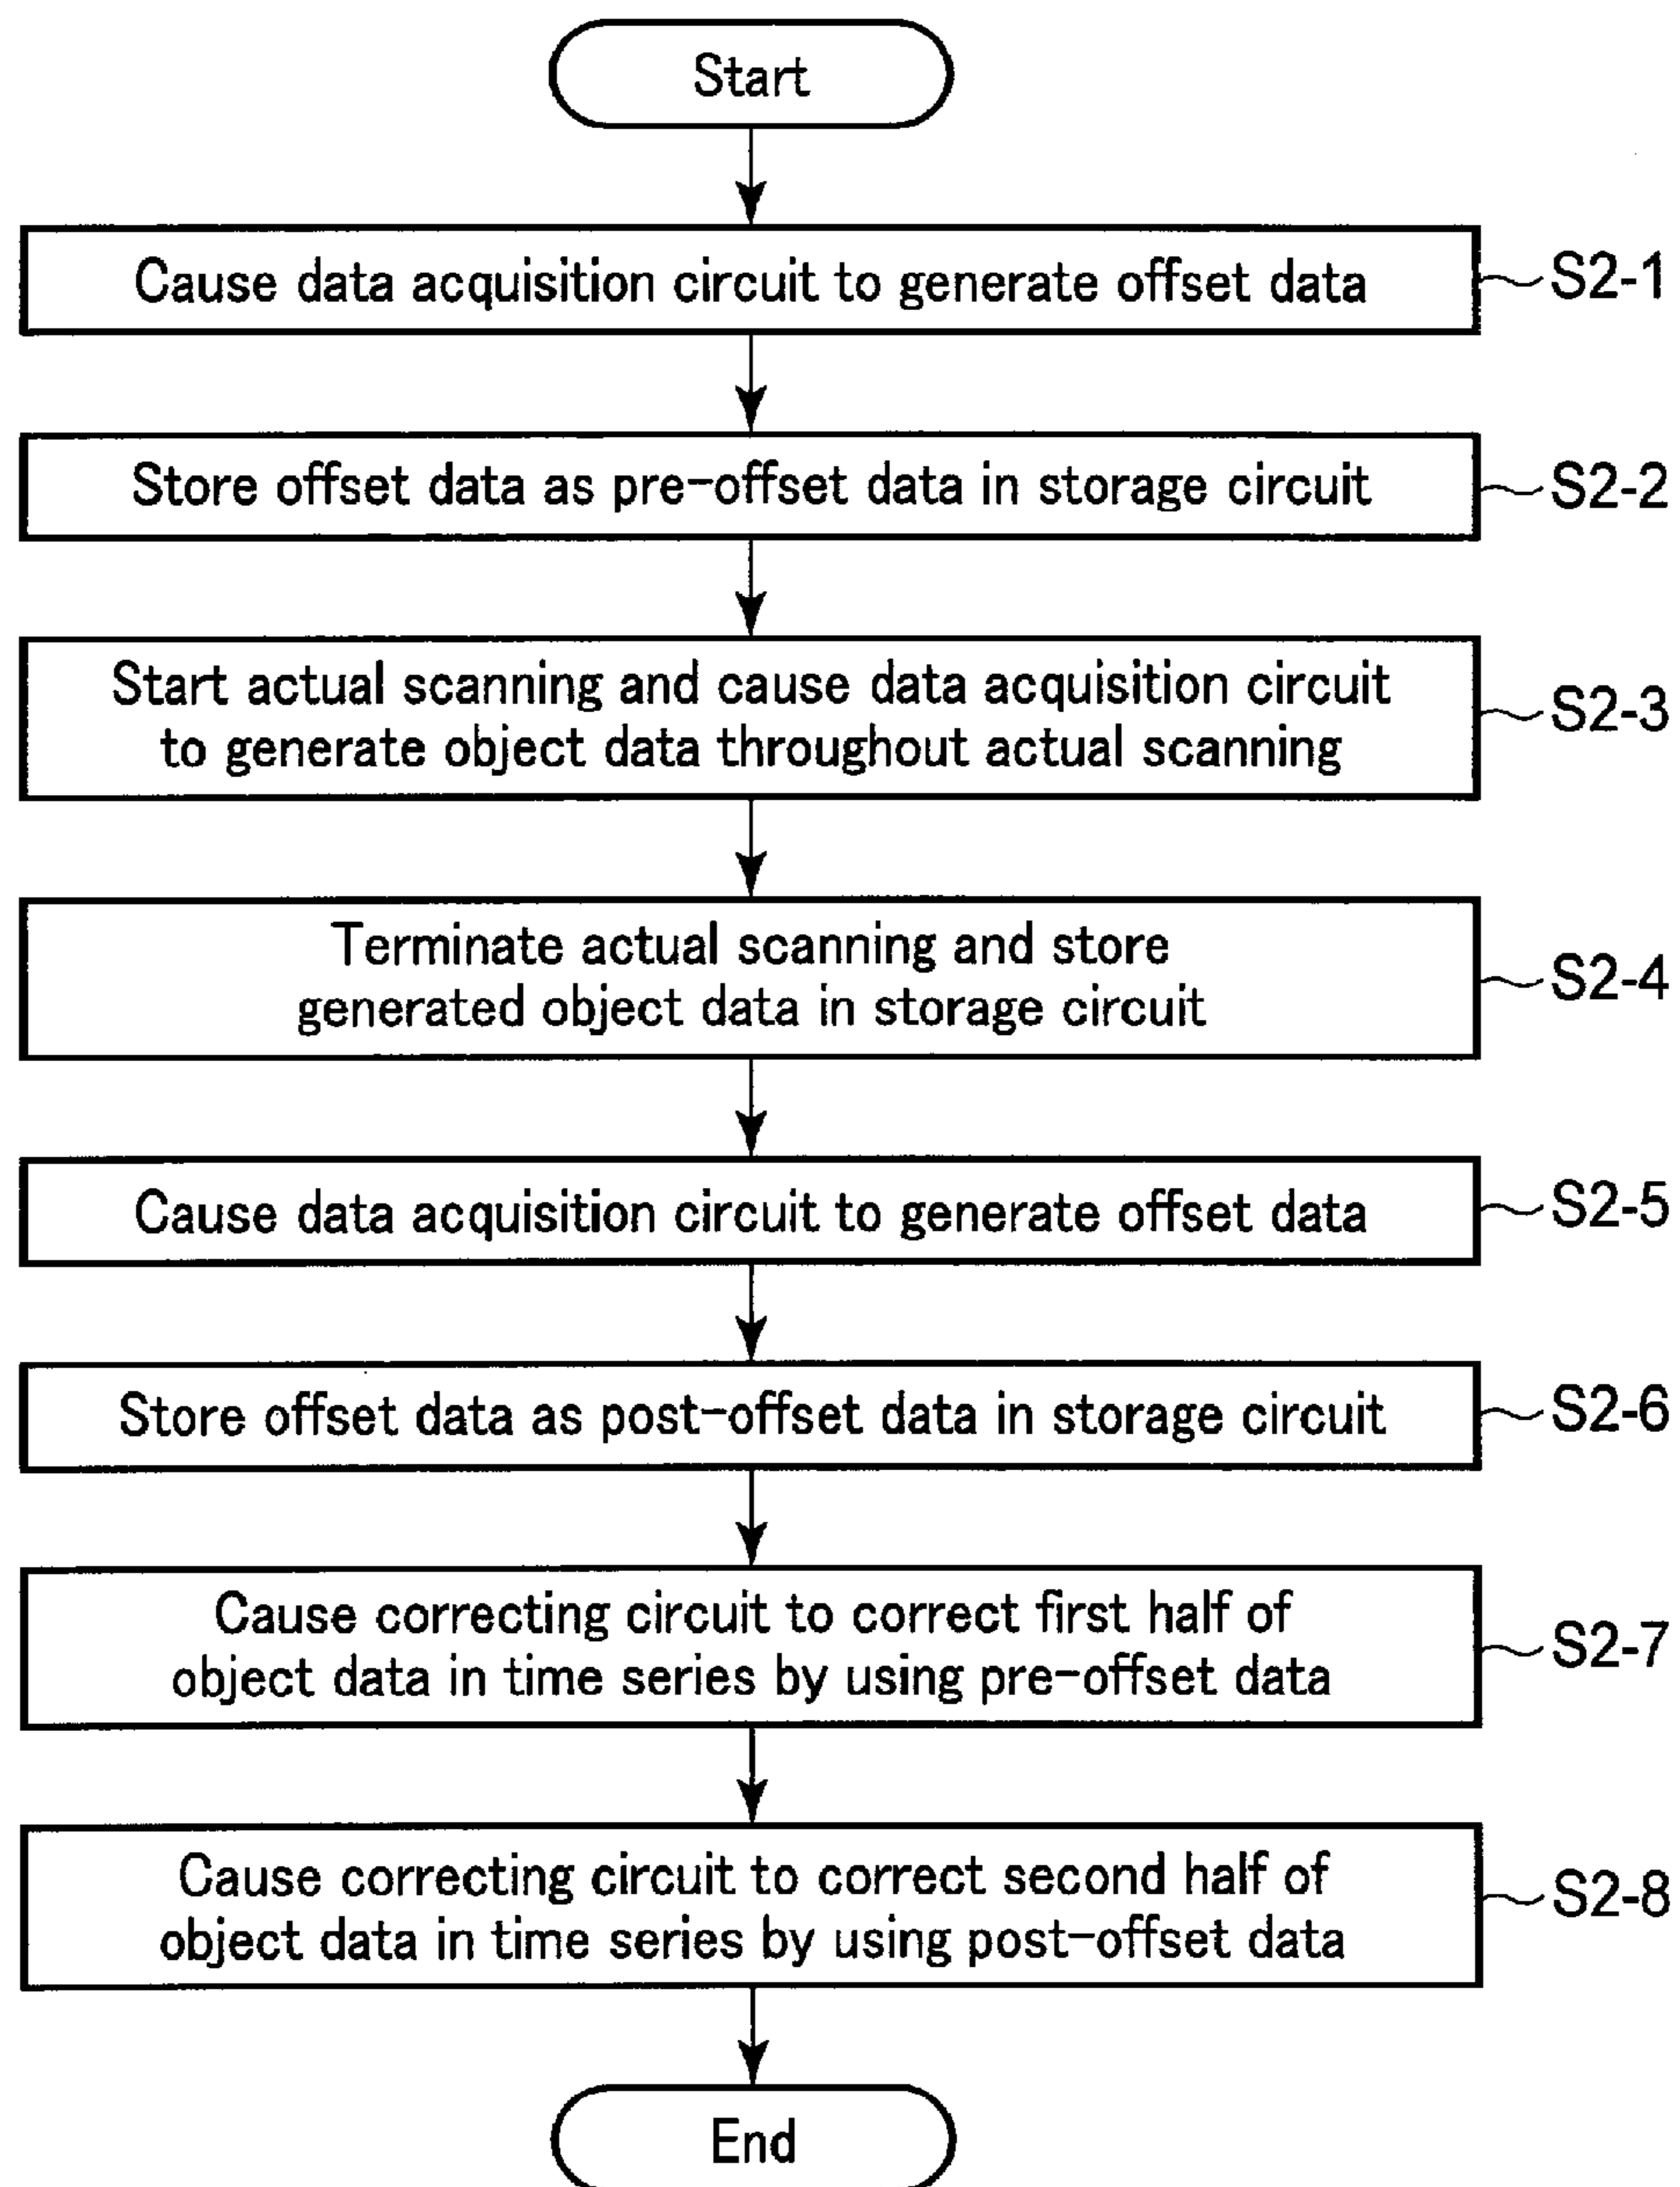 Start
Cause data acquisition circuit to generate offset data
S2-1
Store offset data as pre-offset data in storage circuit
S2-2
Start actual scanning and cause data acquisition circuit
to generate object data throughout actual scanning
S2-3
Terminate actual scanning and store
generated object data in storage circuit
S2-4
Cause data acquisition circuit to generate offset data
S2-5
Store offset data as post-offset data in storage circuit
S2-6
Cause correcting circuit to correct first half of
object data in time series by using pre-offset data
S2-7
Cause correcting circuit to correct second half of
object data in time series by using post-offset data
S2-8
End